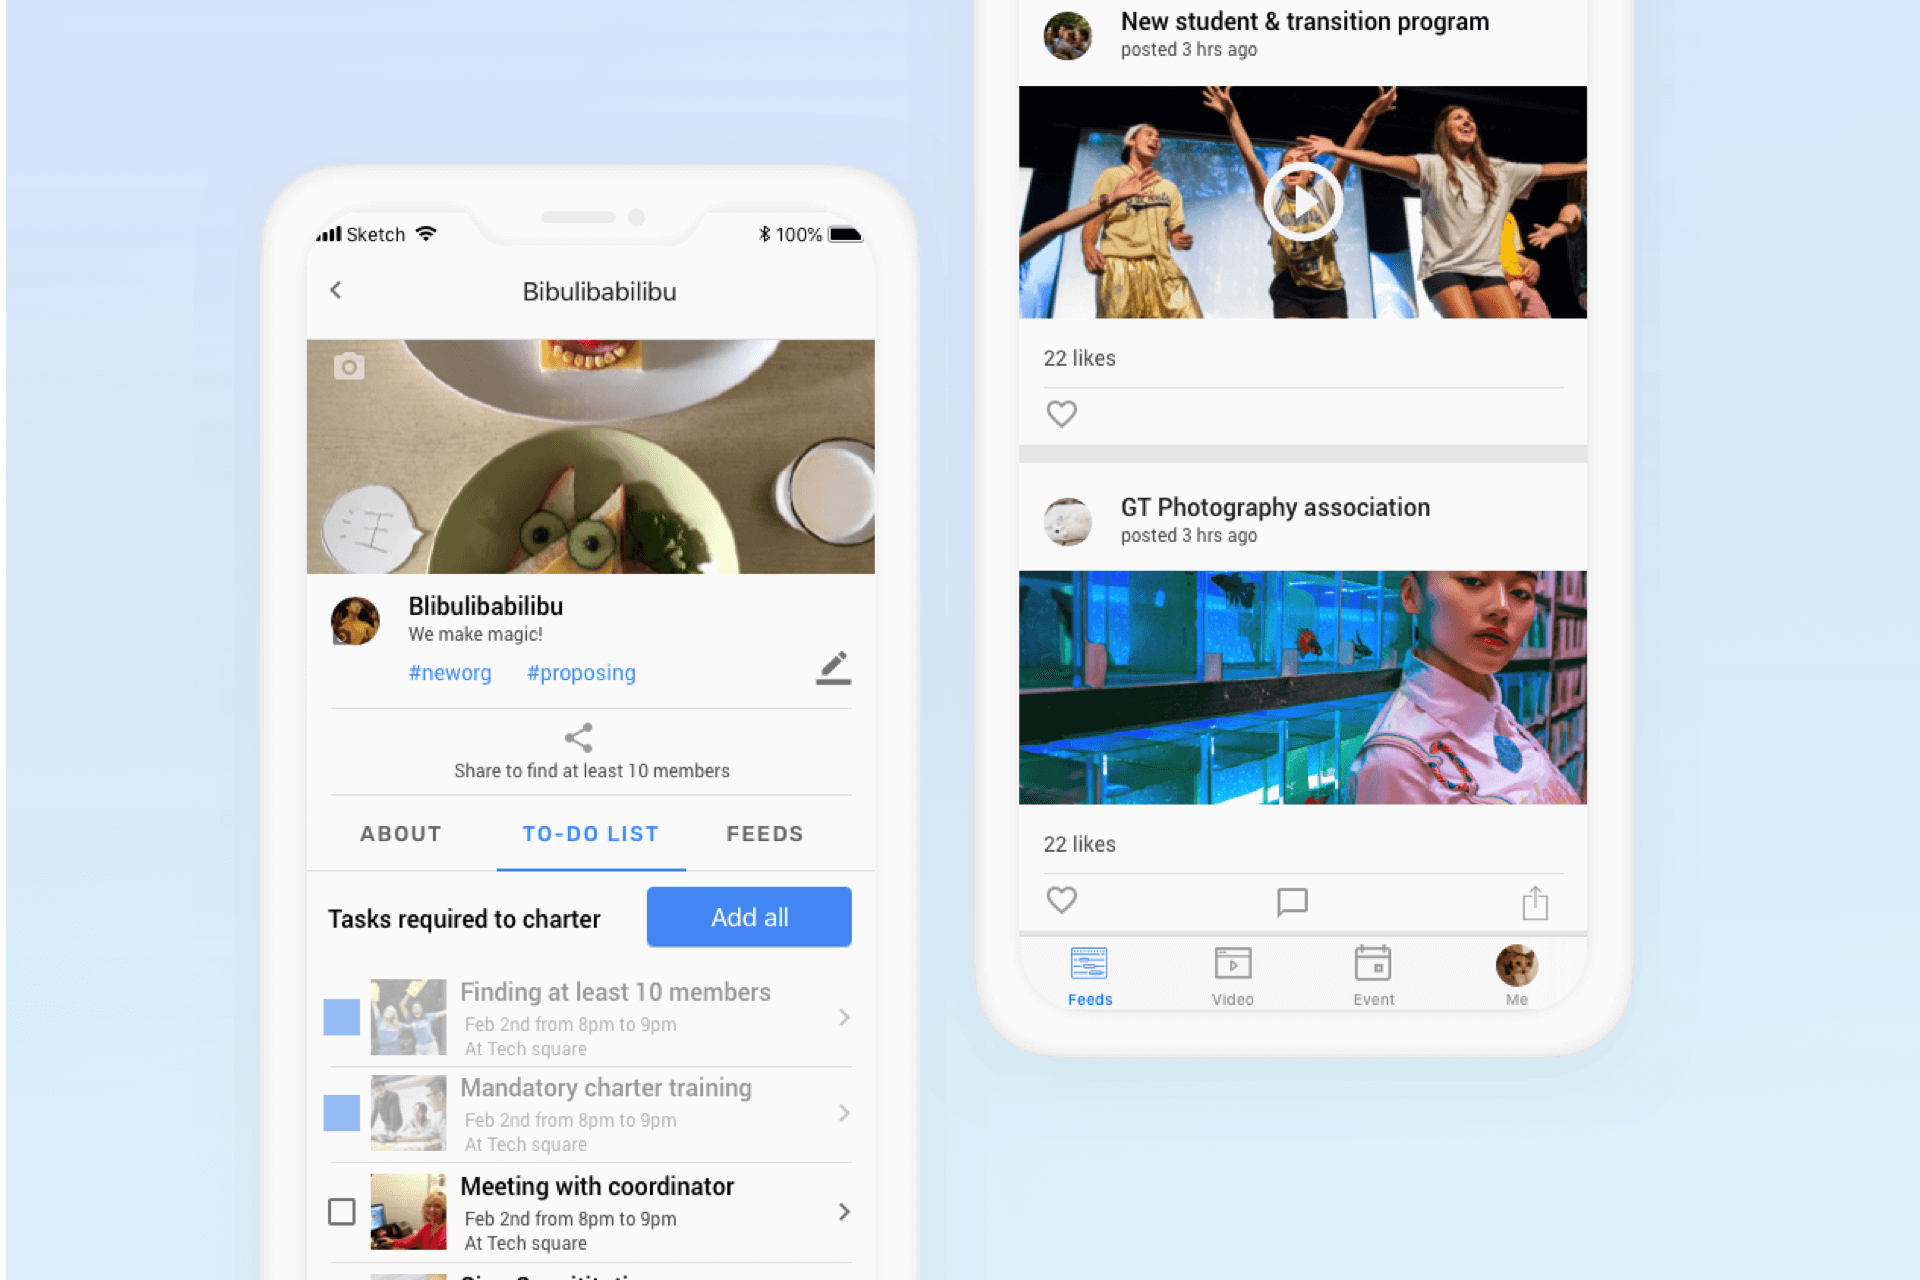 Sketch
100%
Bibulibabilibu
汪
Blibulibabilibu
We make magic!
#neworg #proposing
Share to find at least 10 members
ABOUT TO-DO LIST FEEDS
Tasks required to charter
Add all
Finding at least 10 members
Feb 2nd from 8pm to 9pm
At Tech square
Mandatory charter training
Feb 2nd from 8pm to 9pm
At Tech square
Meeting with coordinator
Feb 2nd from 8pm to 9pm
At Tech square
New student & transition program
posted 3 hrs ago
22 likes
GT Photography association
posted 3 hrs ago
22 likes
Feeds Video Event Me